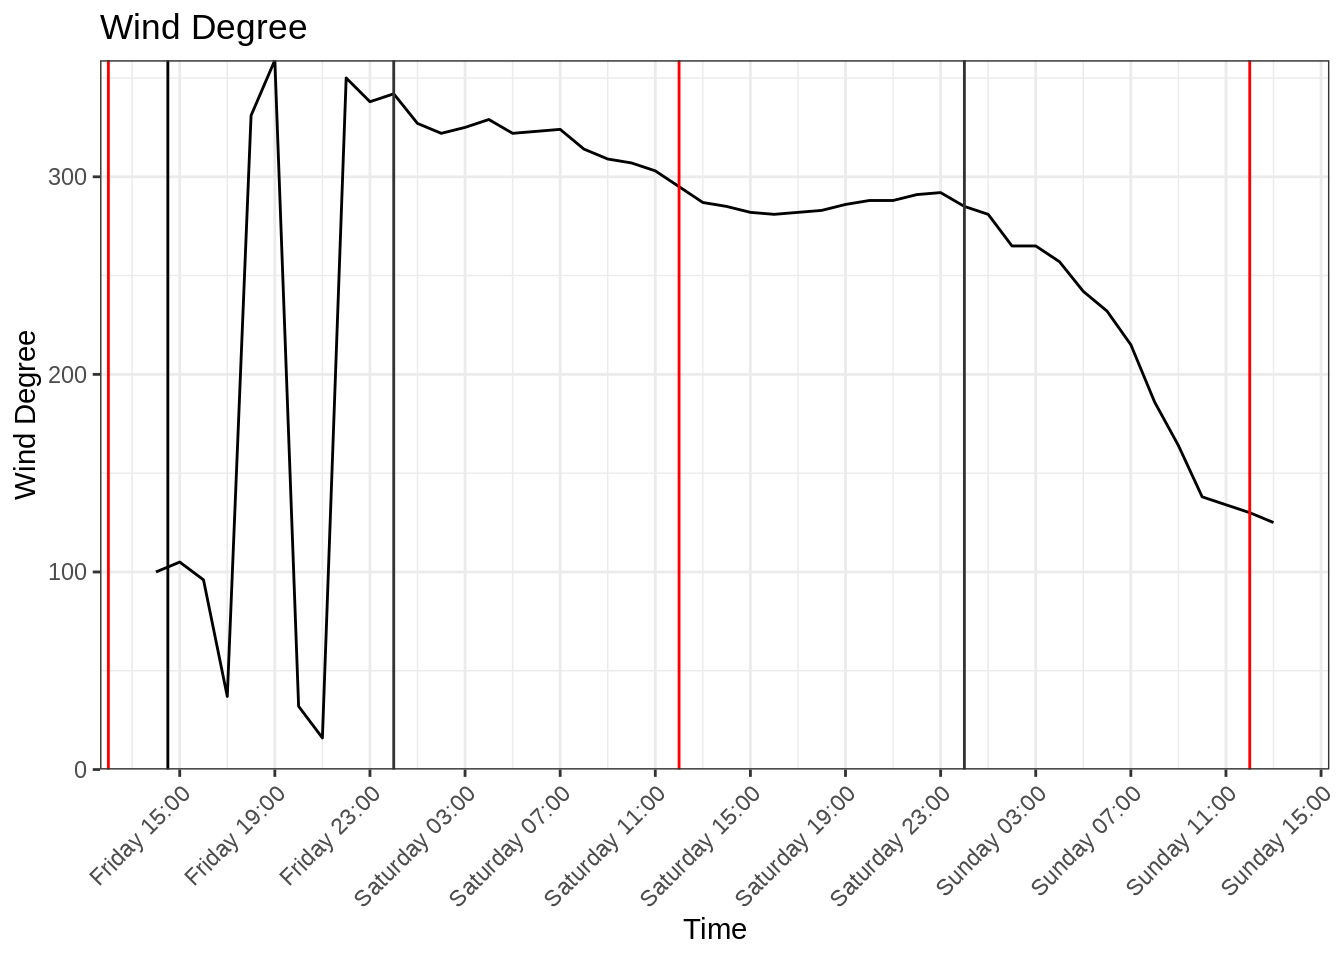 Wind Degree
Wind Degree
300
200
100
0
Friday 15:00
Friday 19:00
Friday 23:00
Saturday 03:00
Saturday 07:00
Saturday 11:00
Saturday 15:00
Saturday 19:00
Saturday 23:00
Sunday 03:00
Sunday 07:00
Sunday 11:00
Sunday 15:00
Time